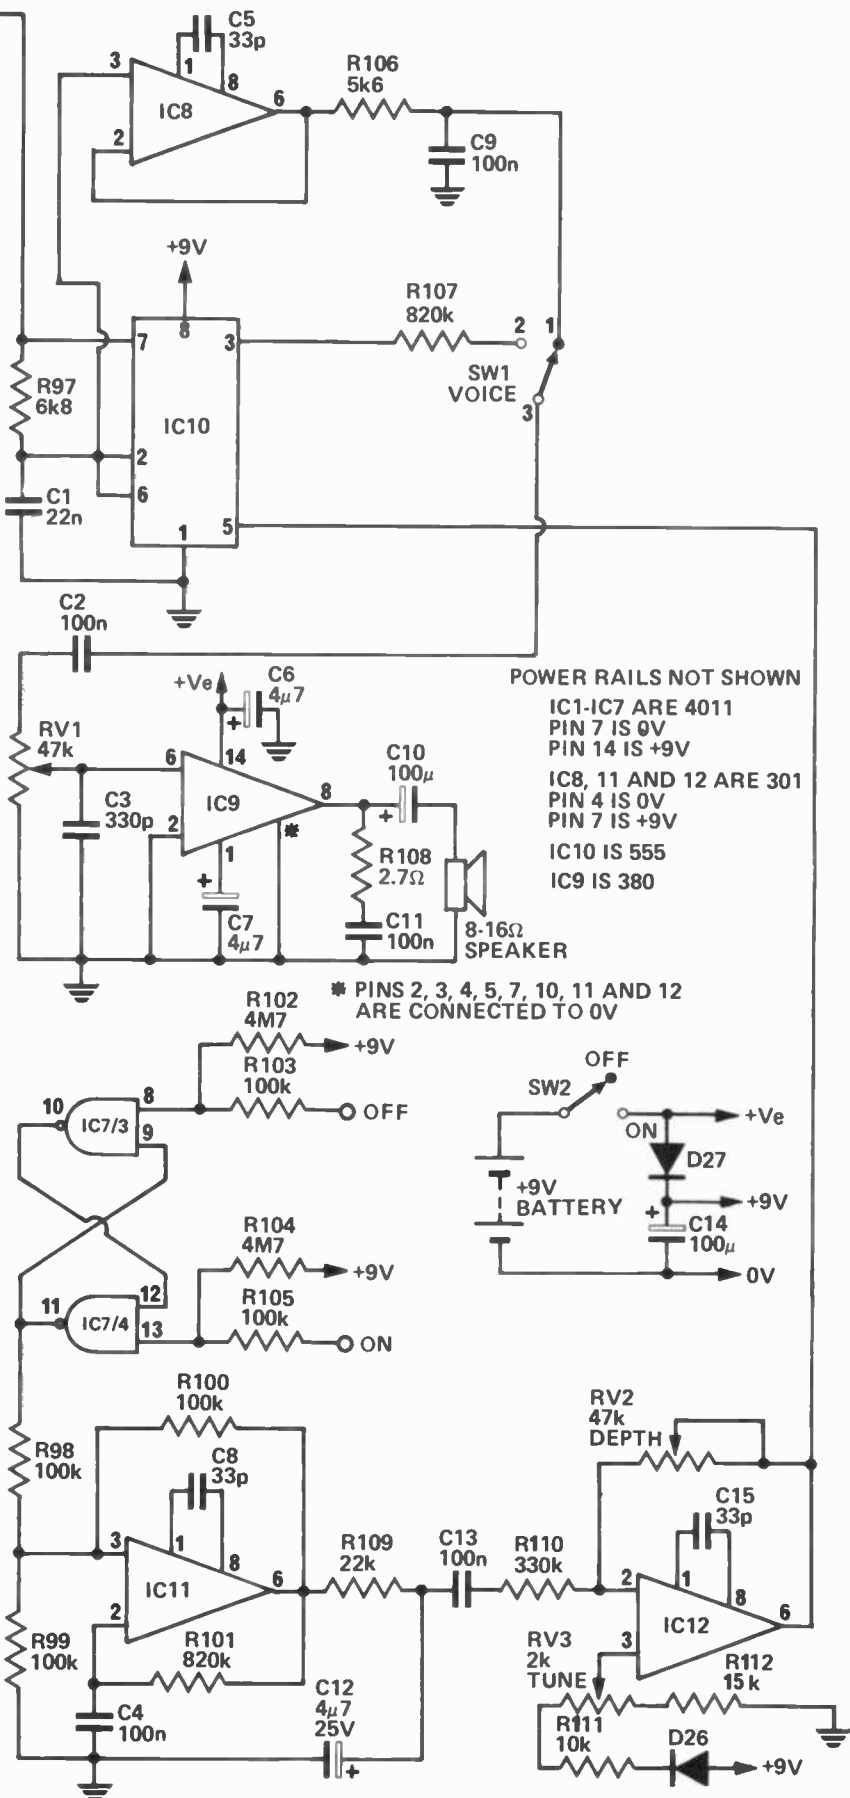 C5
33p
3
1
8
IC8
6
2
R106
5k6
C9
100n
+9V
8
7
3
R107
820k
2
1
SW1
VOICE
3
R97
6k8
IC10
2
6
C1
22n
5
1
C2
100n
+Ve
C6
4μ7
+
POWER RAILS NOT SHOWN
IC1-IC7 ARE 4011
PIN 7 IS 0V
PIN 14 IS +9V
IC8, 11 AND 12 ARE 301
PIN 4 IS 0V
PIN 7 IS +9V
IC10 IS 555
IC9 IS 380
RV1
47k
6
14
IC9
8
C10
100μ
+
C3
330p
2
*
1
+
C7
4μ7
R108
2.7Ω
C11
100n
8-16Ω
SPEAKER
* PINS 2, 3, 4, 5, 7, 10, 11 AND 12
ARE CONNECTED TO 0V
R102
4M7
+9V
R103
100k
OFF
10
IC7/3
8
9
OFF
SW2
ON
+Ve
D27
+9V
BATTERY
+9V
+
C14
100μ
0V
R104
4M7
+9V
R105
100k
ON
11
IC7/4
12
13
R100
100k
R98
100k
C8
33p
3
1
8
IC11
6
2
R99
100k
R101
820k
C4
100n
R109
22k
C12
4μ7
25V
+
C13
100n
R110
330k
RV2
47k
DEPTH
C15
33p
2
1
8
IC12
6
3
RV3
2k
TUNE
R112
15k
R111
10k
D26
+9V